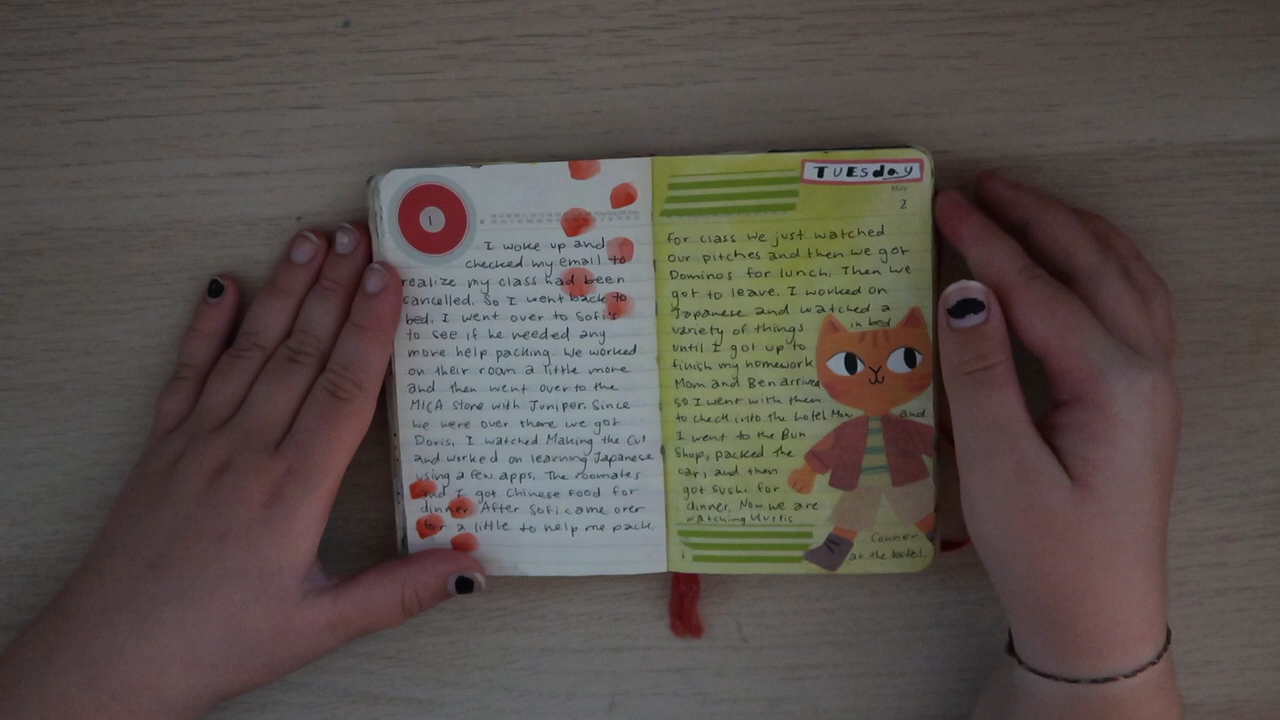 1
I woke up and
checked my email to
realize my class had been
cancelled. So I went back to
bed. I went over to Sofi's
to see if he needed any
more help packing. We worked
on their room a little more
and then went over to the
MICA Store with Juniper. Since
we were over there we got
Doris. I watched Making the Cut
and worked on learning Japanese
using a few apps. The roomates
and I got Chinese Food for
dinner. After Sofi came over
for a little to help me pack.
TUESday
May
2
For class we just watched
our pitches and then we got
Dominos for lunch. Then we
got to leave. I worked on
Japanese and watched a
variety of things in bed
until I got up to
finish my homework.
Mom and Ben arrived
so I went with them
to check into the hotel Mom and
I went to the Bun
Shop, packed the
car, and then
got sushi for
dinner. Now we are
watching
Conner
at the hotel.